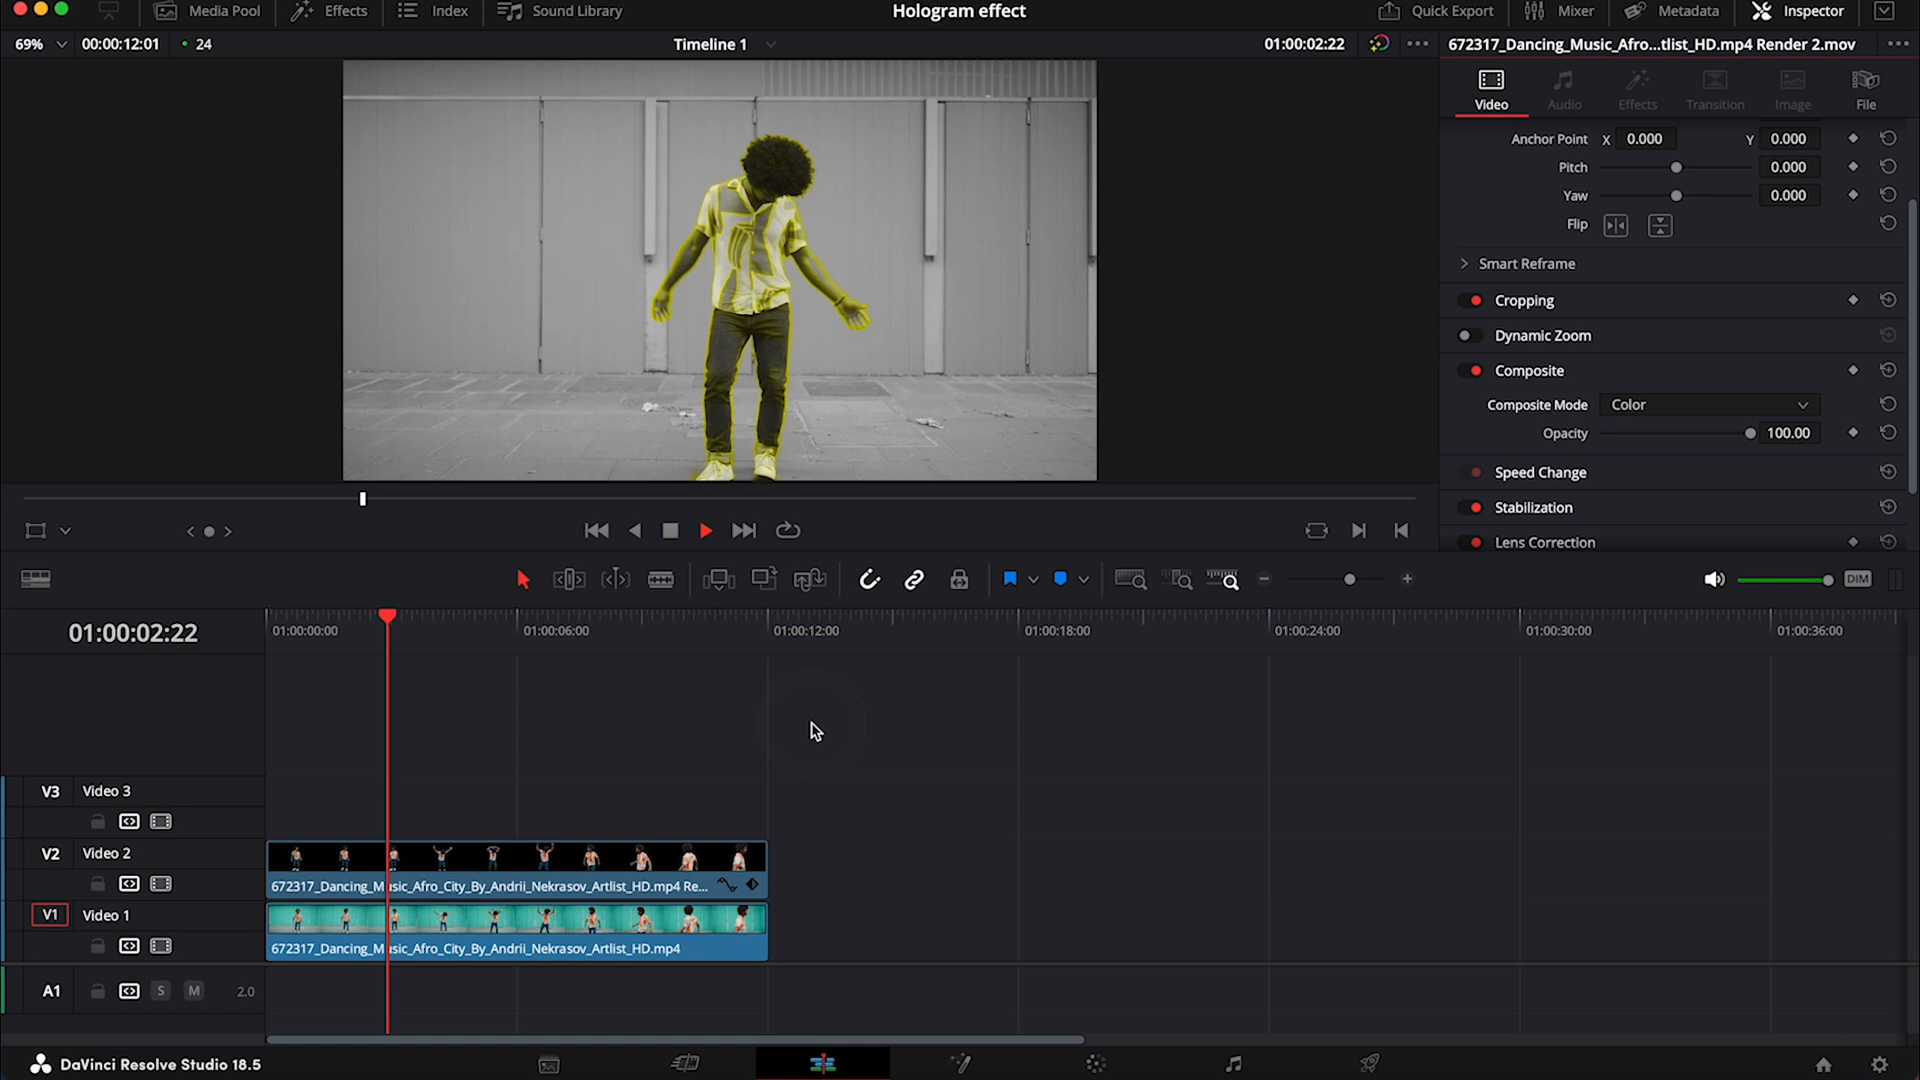 Media Pool Effects Index Sound Library Hologram effect Quick Export Mixer Metadata Inspector
69% 00:00:12:01 24 Timeline 1 01:00:02:22 672317_Dancing_Music_Afro...tlist_HD.mp4 Render 2.mov
Video Audio Effects Transition Image File
Anchor Point X 0.000 Y 0.000
Pitch 0.000
Yaw 0.000
Flip
Smart Reframe
Cropping
Dynamic Zoom
Composite
Composite Mode Color
Opacity 100.00
Speed Change
Stabilization
Lens Correction
DIM
01:00:02:22 01:00:00:00 01:00:06:00 01:00:12:00 01:00:18:00 01:00:24:00 01:00:30:00 01:00:36:00
V3 Video 3
V2 Video 2
672317_Dancing_Music_Afro_City_By_Andrii_Nekrasov_Artlist_HD.mp4 Re...
V1 Video 1
672317_Dancing_Music_Afro_City_By_Andrii_Nekrasov_Artlist_HD.mp4
A1 S M 2.0
DaVinci Resolve Studio 18.5